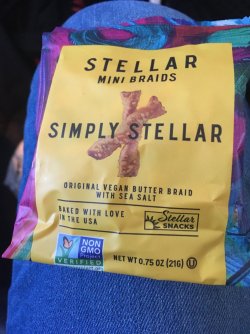 STELLAR
MINI BRAIDS
SIMPLY STELLAR
ORIGINAL VEGAN BUTTER BRAID
WITH SEA SALT
BAKED WITH LOVE
IN THE USA
Stellar
SNACKS
NON
GMO
VERIFIED
NET WT 0.75 OZ (21G) U